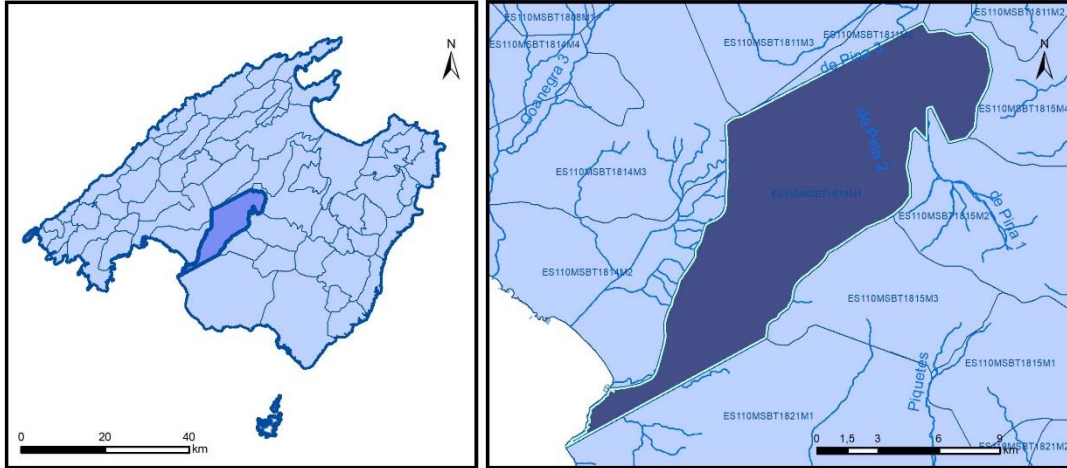 N
0 20 40
km
ES110MSBT1808M1
ES110MSBT1814M4
Coanegra 3
ES110MSBT1811M3
de Pina 3
ES110MSBT1811M2
N
ES110MSBT1815M4
de Pina 2
ES110MSBT1814M3
ES110MSBT1814M1
ES110MSBT1815M2
de Pina 1
ES110MSBT1814M2
ES110MSBT1815M3
Piquetes
ES110MSBT1815M1
ES110MSBT1821M1
ES110MSBT1821M2
0 1,5 3 6 9
km